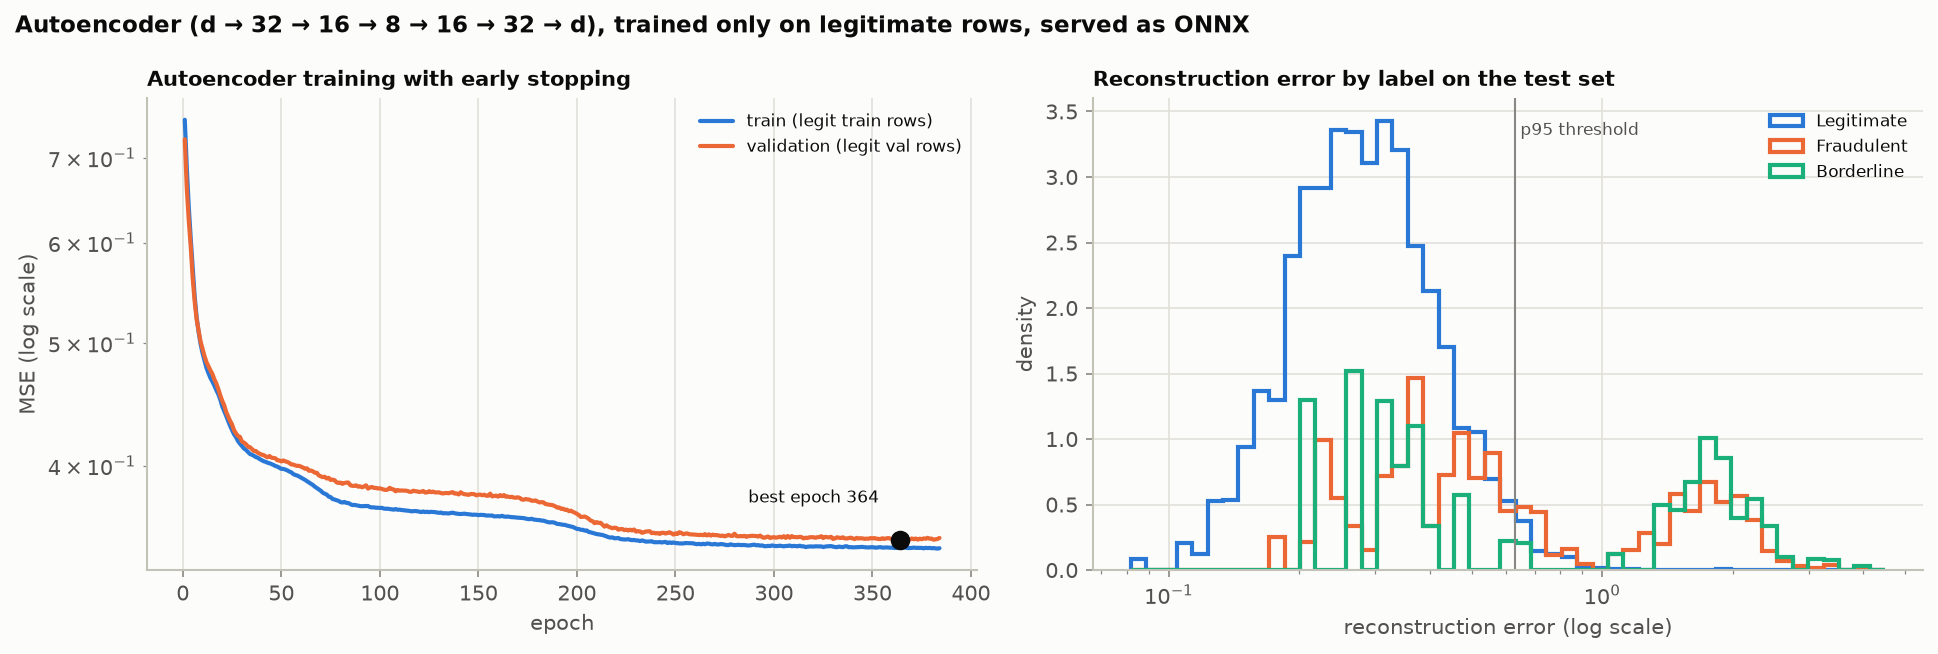 Autoencoder (d → 32 → 16 → 8 → 16 → 32 → d), trained only on legitimate rows, served as ONNX
Autoencoder training with early stopping
MSE (log scale)
7 × 10⁻¹
6 × 10⁻¹
5 × 10⁻¹
4 × 10⁻¹
train (legit train rows)
validation (legit val rows)
best epoch 364
0 50 100 150 200 250 300 350 400
epoch
Reconstruction error by label on the test set
density
3.5
3.0
2.5
2.0
1.5
1.0
0.5
0.0
p95 threshold
Legitimate
Fraudulent
Borderline
10⁻¹ 10⁰
reconstruction error (log scale)